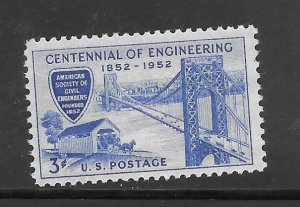 CENTENNIAL OF ENGINEERING
1852-1952
AMERICAN
SOCIETY OF
CIVIL
ENGINEERS
FOUNDED
1852
3¢
U.S. POSTAGE